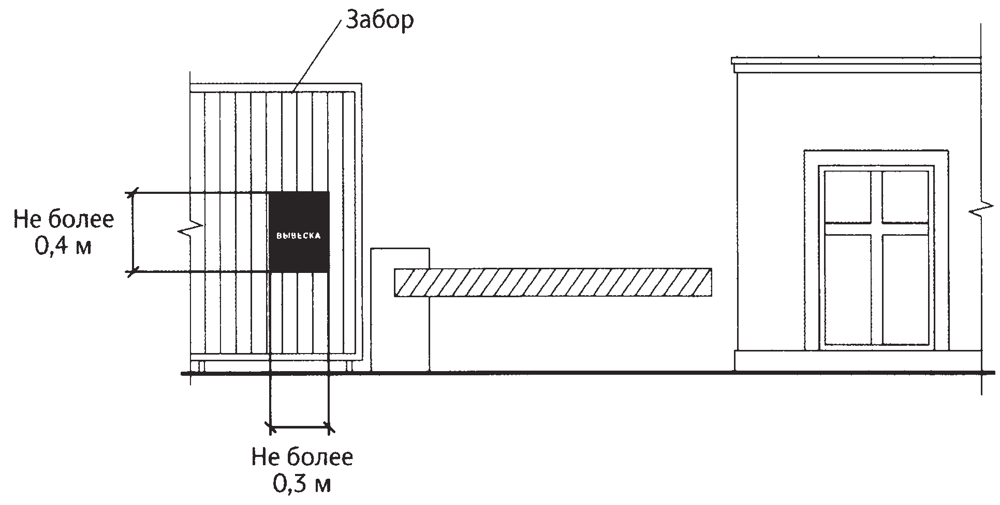 Забор
Не более
0,4 м
ВЫВЕСКА
Не более
0,3 м